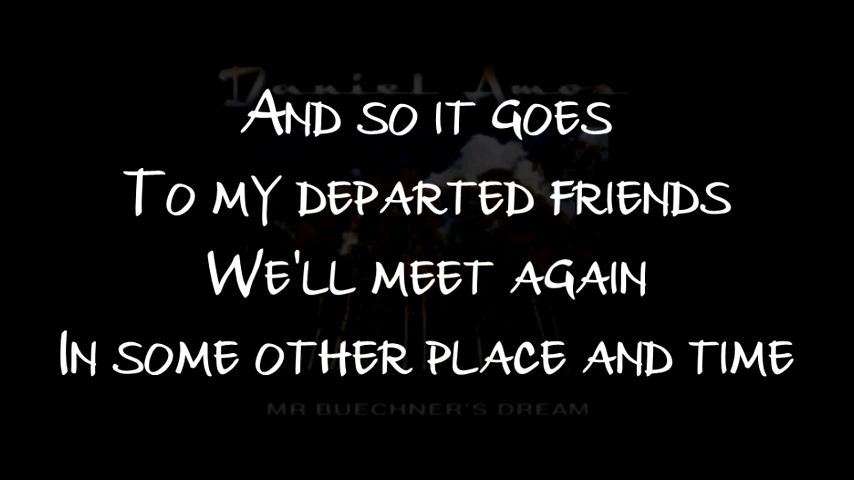 Daniel Amos
AND SO IT GOES
TO MY DEPARTED FRIENDS
WE'LL MEET AGAIN
IN SOME OTHER PLACE AND TIME
MR BUECHNER'S DREAM